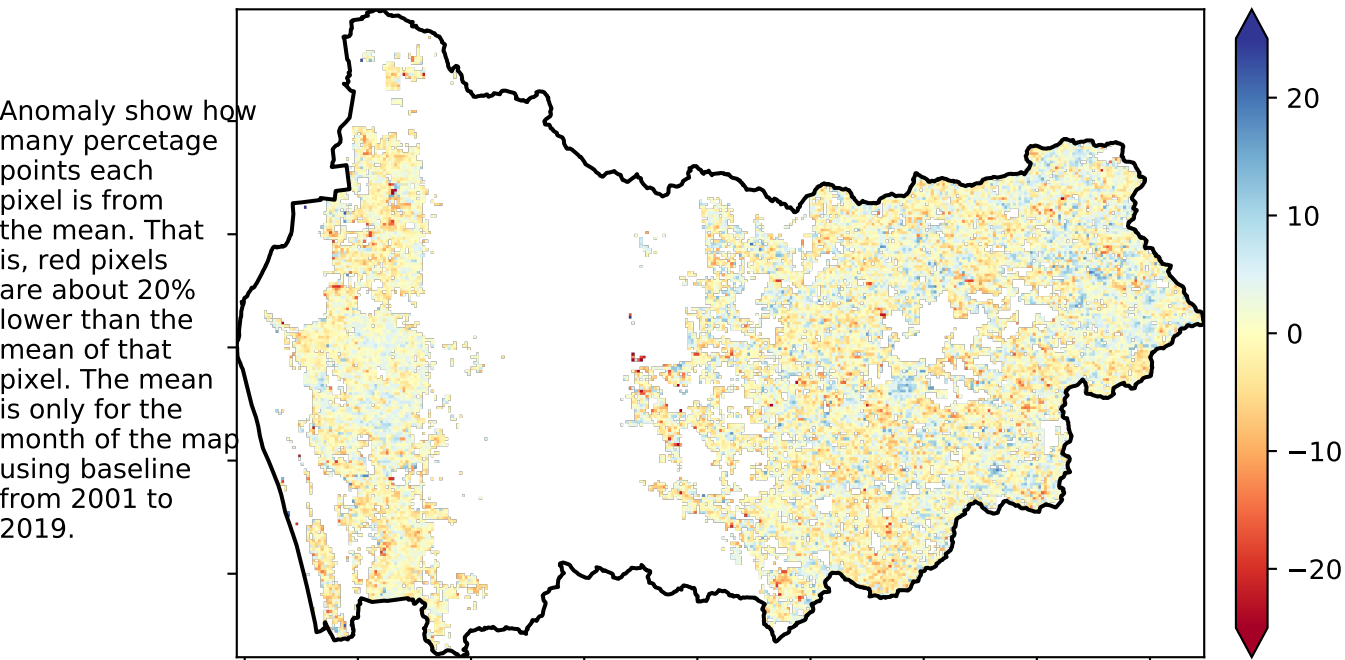 Anomaly show how
many percetage
points each
pixel is from
the mean. That
is, red pixels
are about 20%
lower than the
mean of that
pixel. The mean
is only for the
month of the map
using baseline
from 2001 to
2019.
20
10
0
−10
−20